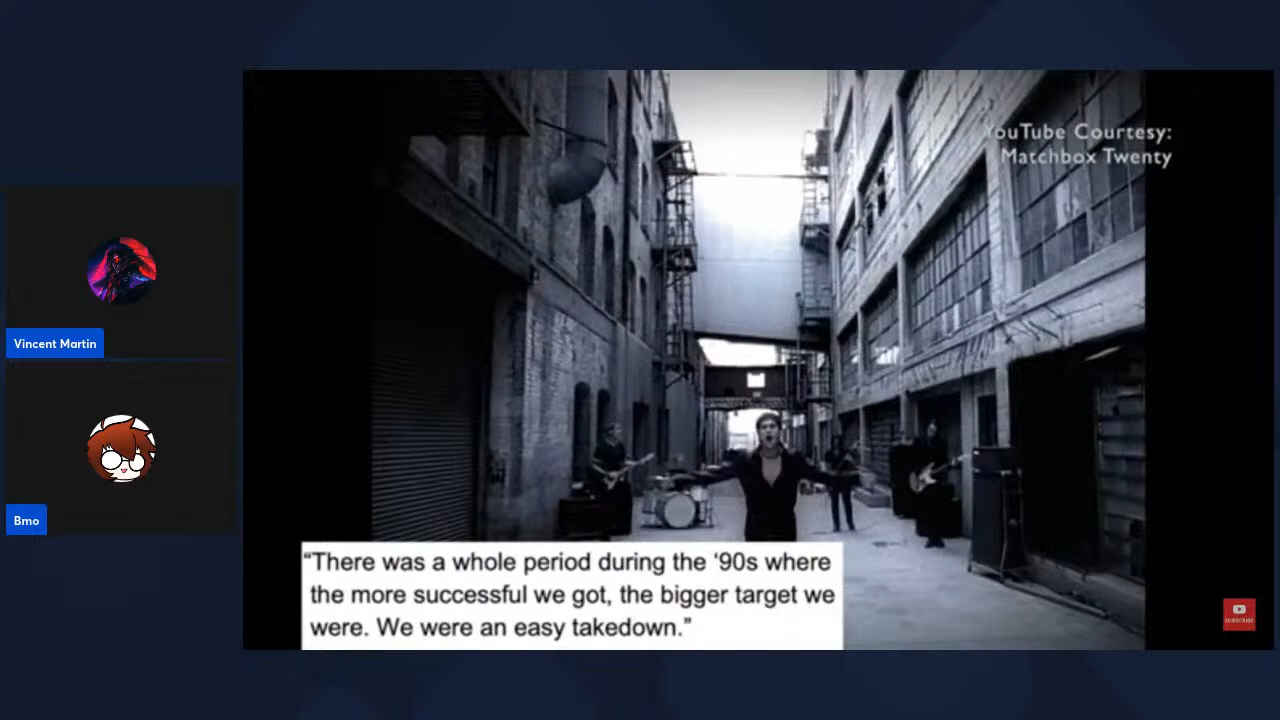 YouTube Courtesy:
Matchbox Twenty
Vincent Martin
Bmo
“There was a whole period during the ‘90s where
the more successful we got, the bigger target we
were. We were an easy takedown.”
SUBSCRIBE